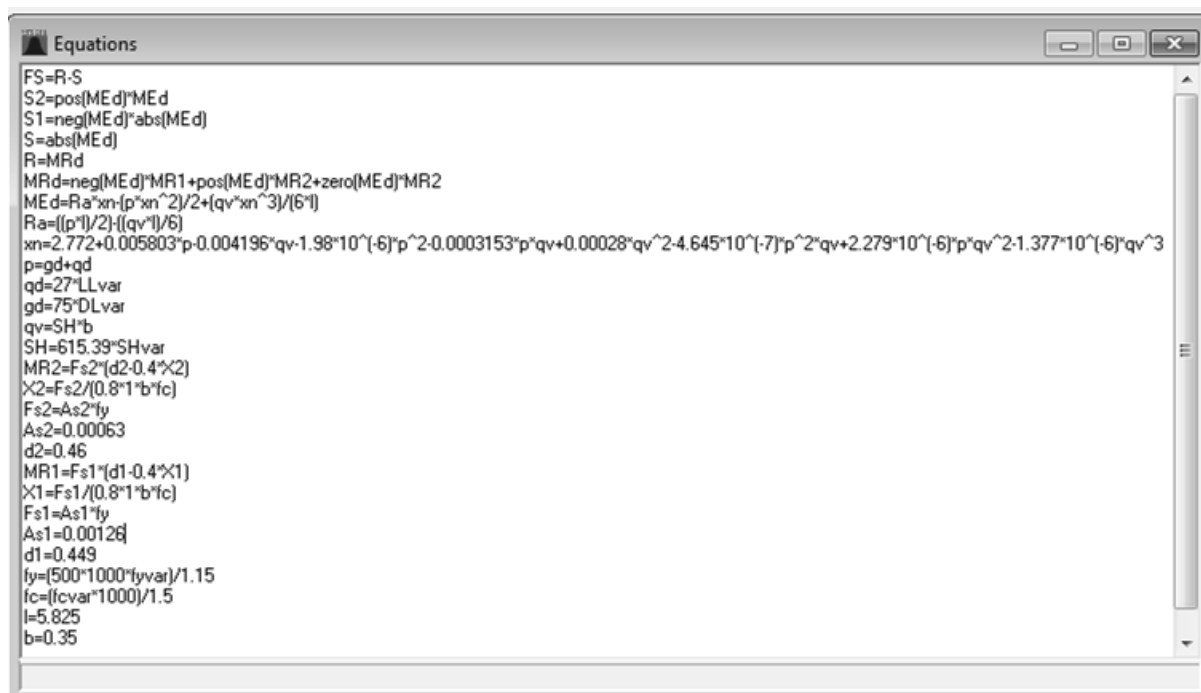 Equations
FS=R-S
S2=pos(MEd)*MEd
S1=neg(MEd)*abs(MEd)
S=abs(MEd)
R=MRd
MRd=neg(MEd)*MR1+pos(MEd)*MR2+zero(MEd)*MR2
MEd=Ra*xn-(p*xn^2)/2+(qv*xn^3)/(6*l)
Ra=((p*l)/2)-((qv*l)/6)
xn=2.772+0.005803*p-0.004196*qv-1.98*10^(-6)*p^2-0.0003153*p*qv+0.00028*qv^2-4.645*10^(-7)*p^2*qv+2.279*10^(-6)*p*qv^2-1.377*10^(-6)*qv^3
p=gd+qd
qd=27*LLvar
gd=75*DLvar
qv=SH*b
SH=615.39*SHvar
MR2=Fs2*(d2-0.4*X2)
X2=Fs2/(0.8*1*b*fc)
Fs2=As2*fy
As2=0.00063
d2=0.46
MR1=Fs1*(d1-0.4*X1)
X1=Fs1/(0.8*1*b*fc)
Fs1=As1*fy
As1=0.00126
d1=0.449
fy=(500*1000*fyvar)/1.15
fc=(fcvar*1000)/1.5
l=5.825
b=0.35